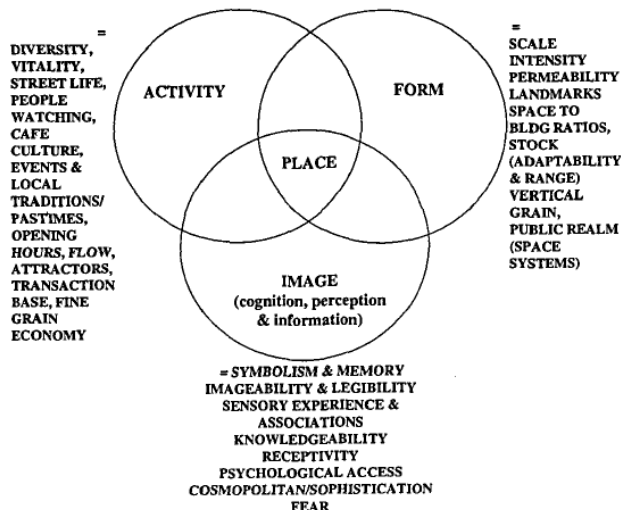 =
DIVERSITY,
VITALITY,
STREET LIFE,
PEOPLE
WATCHING,
CAFE
CULTURE,
EVENTS &
LOCAL
TRADITIONS/
PASTIMES,
OPENING
HOURS, FLOW,
ATTRACTORS,
TRANSACTION
BASE, FINE
GRAIN
ECONOMY
ACTIVITY
FORM
PLACE
IMAGE
(cognition, perception
& information)
=
SCALE
INTENSITY
PERMEABILITY
LANDMARKS
SPACE TO
BLDG RATIOS,
STOCK
(ADAPTABILITY
& RANGE)
VERTICAL
GRAIN,
PUBLIC REALM
(SPACE
SYSTEMS)
= SYMBOLISM & MEMORY
IMAGEABILITY & LEGIBILITY
SENSORY EXPERIENCE &
ASSOCIATIONS
KNOWLEDGEABILITY
RECEPTIVITY
PSYCHOLOGICAL ACCESS
COSMOPOLITAN/SOPHISTICATION
FEAR